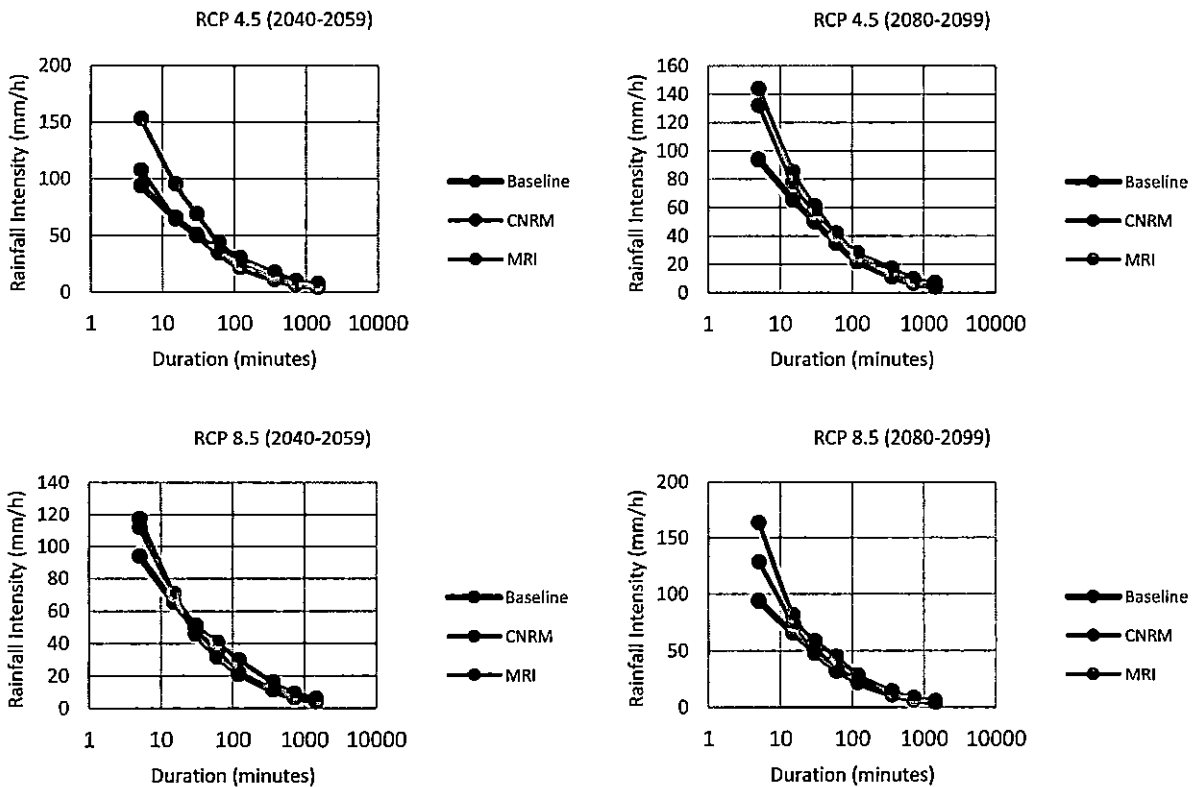 RCP 4.5 (2040-2059)
200
150
100
50
0
1
10
100
1000
10000
Rainfall Intensity (mm/h)
Duration (minutes)
Baseline
CNRM
MRI
RCP 4.5 (2080-2099)
160
140
120
100
80
60
40
20
0
1
10
100
1000
10000
Rainfall Intensity (mm/h)
Duration (minutes)
Baseline
CNRM
MRI
RCP 8.5 (2040-2059)
140
120
100
80
60
40
20
0
1
10
100
1000
10000
Rainfall Intensity (mm/h)
Duration (minutes)
Baseline
CNRM
MRI
RCP 8.5 (2080-2099)
200
150
100
50
0
1
10
100
1000
10000
Rainfall Intensity (mm/h)
Duration (minutes)
Baseline
CNRM
MRI